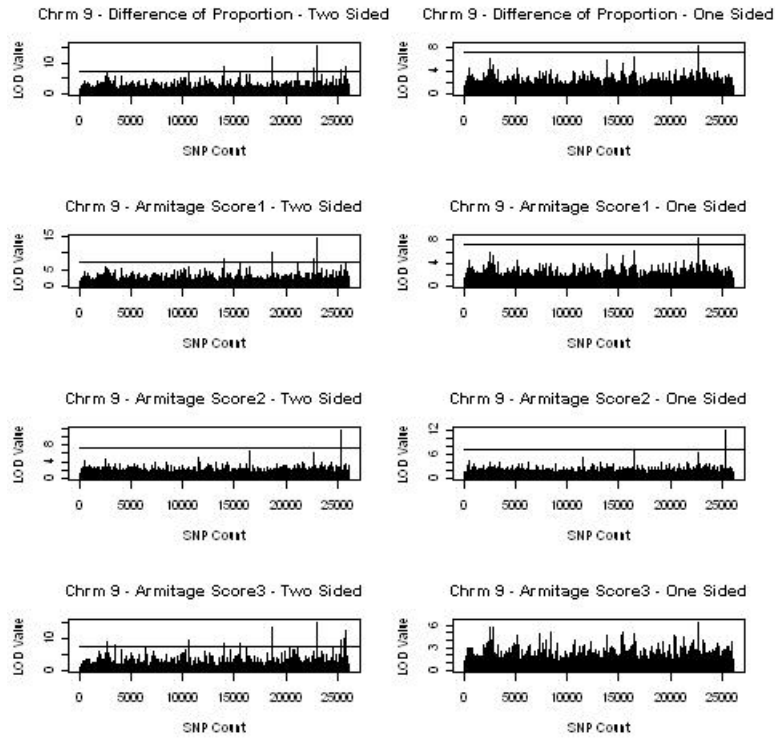 Chrm 9 - Difference of Proportion - Two Sided
LOD Value
0 4 10
0 5000 10000 15000 20000 25000
SNP Count
Chrm 9 - Difference of Proportion - One Sided
LOD Value
0 4 8
0 5000 10000 15000 20000 25000
SNP Count
Chrm 9 - Armitage Score1 - Two Sided
LOD Value
0 5 15
0 5000 10000 15000 20000 25000
SNP Count
Chrm 9 - Armitage Score1 - One Sided
LOD Value
0 4 8
0 5000 10000 15000 20000 25000
SNP Count
Chrm 9 - Armitage Score2 - Two Sided
LOD Value
0 4 8
0 5000 10000 15000 20000 25000
SNP Count
Chrm 9 - Armitage Score2 - One Sided
LOD Value
0 6 12
0 5000 10000 15000 20000 25000
SNP Count
Chrm 9 - Armitage Score3 - Two Sided
LOD Value
0 4 10
0 5000 10000 15000 20000 25000
SNP Count
Chrm 9 - Armitage Score3 - One Sided
LOD Value
0 3 6
0 5000 10000 15000 20000 25000
SNP Count